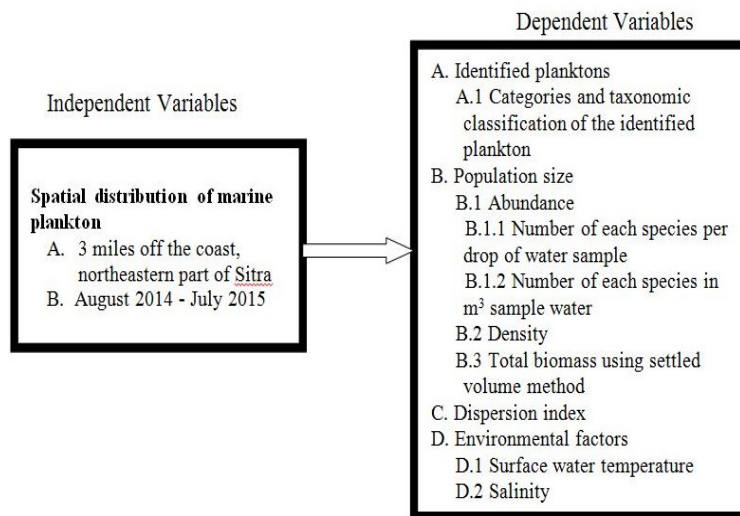 Independent Variables
Spatial distribution of marine
plankton
A. 3 miles off the coast,
northeastern part of Sitra
B. August 2014 - July 2015
Dependent Variables
A. Identified planktons
A.1 Categories and taxonomic
classification of the identified
plankton
B. Population size
B.1 Abundance
B.1.1 Number of each species per
drop of water sample
B.1.2 Number of each species in
m³ sample water
B.2 Density
B.3 Total biomass using settled
volume method
C. Dispersion index
D. Environmental factors
D.1 Surface water temperature
D.2 Salinity